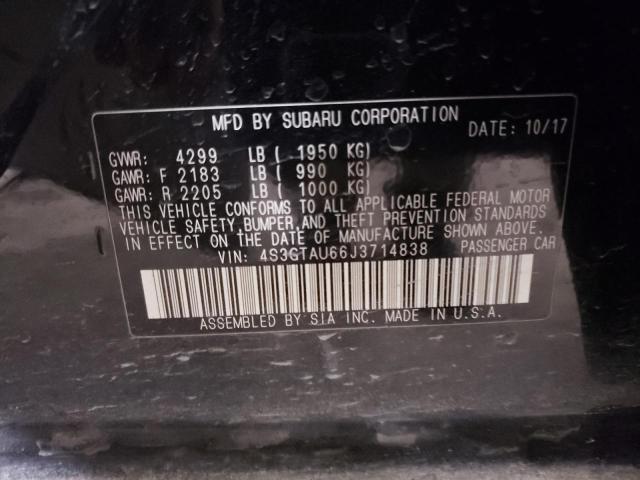 MFD BY SUBARU CORPORATION
DATE: 10/17
GVWR: 4299 LB ( 1950 KG)
GAWR: F 2183 LB ( 990 KG)
GAWR: R 2205 LB ( 1000 KG)
THIS VEHICLE CONFORMS TO ALL APPLICABLE FEDERAL MOTOR
VEHICLE SAFETY,BUMPER,AND THEFT PREVENTION STANDARDS
IN EFFECT ON THE DATE OF MANUFACTURE SHOWN ABOVE.
VIN: 4S3GTAU66J3714838 PASSENGER CAR
ASSEMBLED BY SIA INC. MADE IN U.S.A.